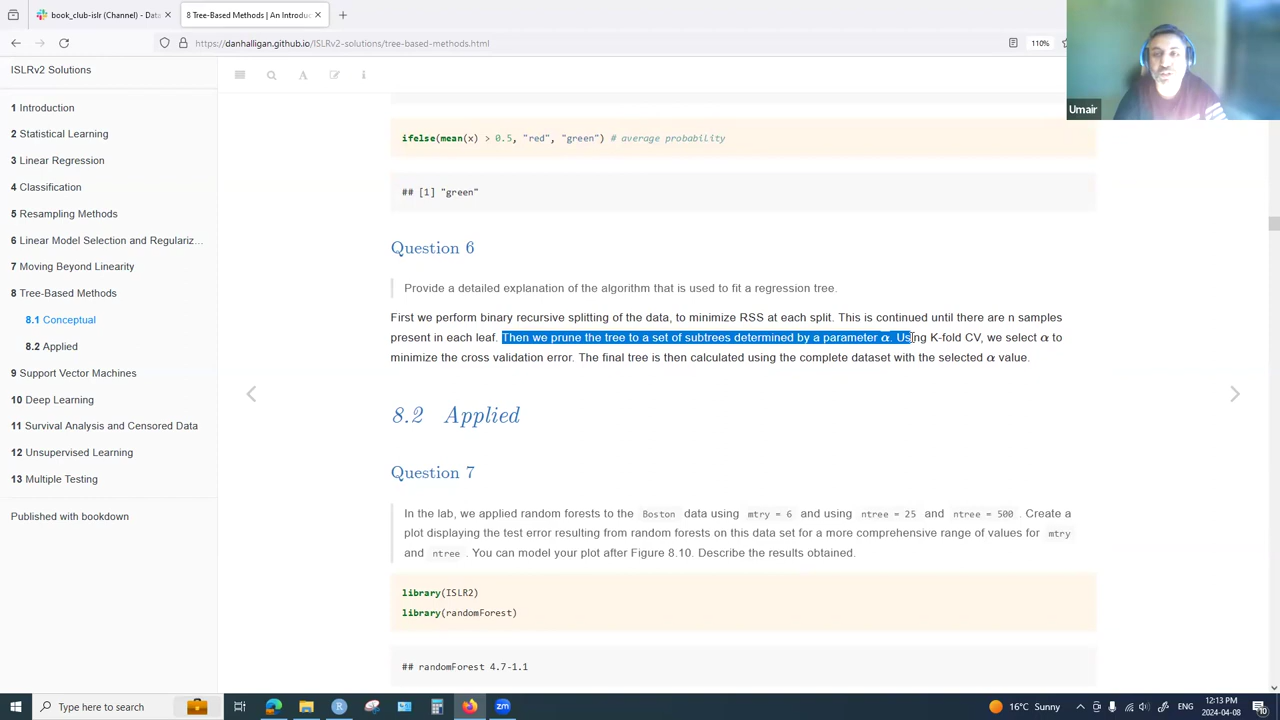 book_club-islr (Channel) - Data
8 Tree-Based Methods | An Introduc
https://danhalligan.github.io/ISLRv2-solutions/tree-based-methods.html
110%
Umair
ISLRv2 Solutions
1 Introduction
2 Statistical Learning
3 Linear Regression
4 Classification
5 Resampling Methods
6 Linear Model Selection and Regulariz...
7 Moving Beyond Linearity
8 Tree-Based Methods
8.1 Conceptual
8.2 Applied
9 Support Vector Machines
10 Deep Learning
11 Survival Analysis and Censored Data
12 Unsupervised Learning
13 Multiple Testing
Published with bookdown
ifelse(mean(x) > 0.5, "red", "green") # average probability
## [1] "green"
Question 6
Provide a detailed explanation of the algorithm that is used to fit a regression tree.
First we perform binary recursive splitting of the data, to minimize RSS at each split. This is continued until there are n samples
present in each leaf. Then we prune the tree to a set of subtrees determined by a parameter α. Using K-fold CV, we select α to
minimize the cross validation error. The final tree is then calculated using the complete dataset with the selected α value.
8.2 Applied
Question 7
In the lab, we applied random forests to the Boston data using mtry = 6 and using ntree = 25 and ntree = 500 . Create a
plot displaying the test error resulting from random forests on this data set for a more comprehensive range of values for mtry
and ntree . You can model your plot after Figure 8.10. Describe the results obtained.
library(ISLR2)
library(randomForest)
## randomForest 4.7-1.1
Type here to search
16°C Sunny
12:13 PM
2024-04-08
10